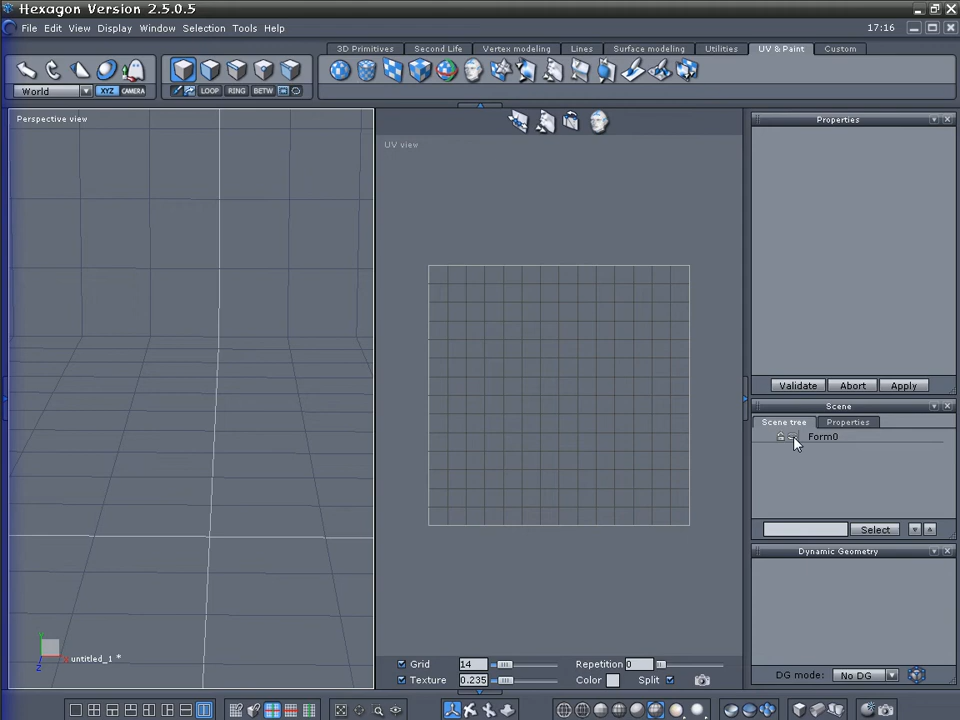 Hexagon Version 2.5.0.5
File Edit View Display Window Selection Tools Help 17:16
3D Primitives Second Life Vertex modeling Lines Surface modeling Utilities UV & Paint Custom
World XYZ CAMERA LOOP RING BETW
Perspective view
UV view
Properties
Validate Abort Apply
Scene
Scene tree Properties
Form0
Select
Dynamic Geometry
DG mode: No DG
Y
X
Z
untitled_1 *
Grid 14 Repetition 0
Texture 0.235 Color Split